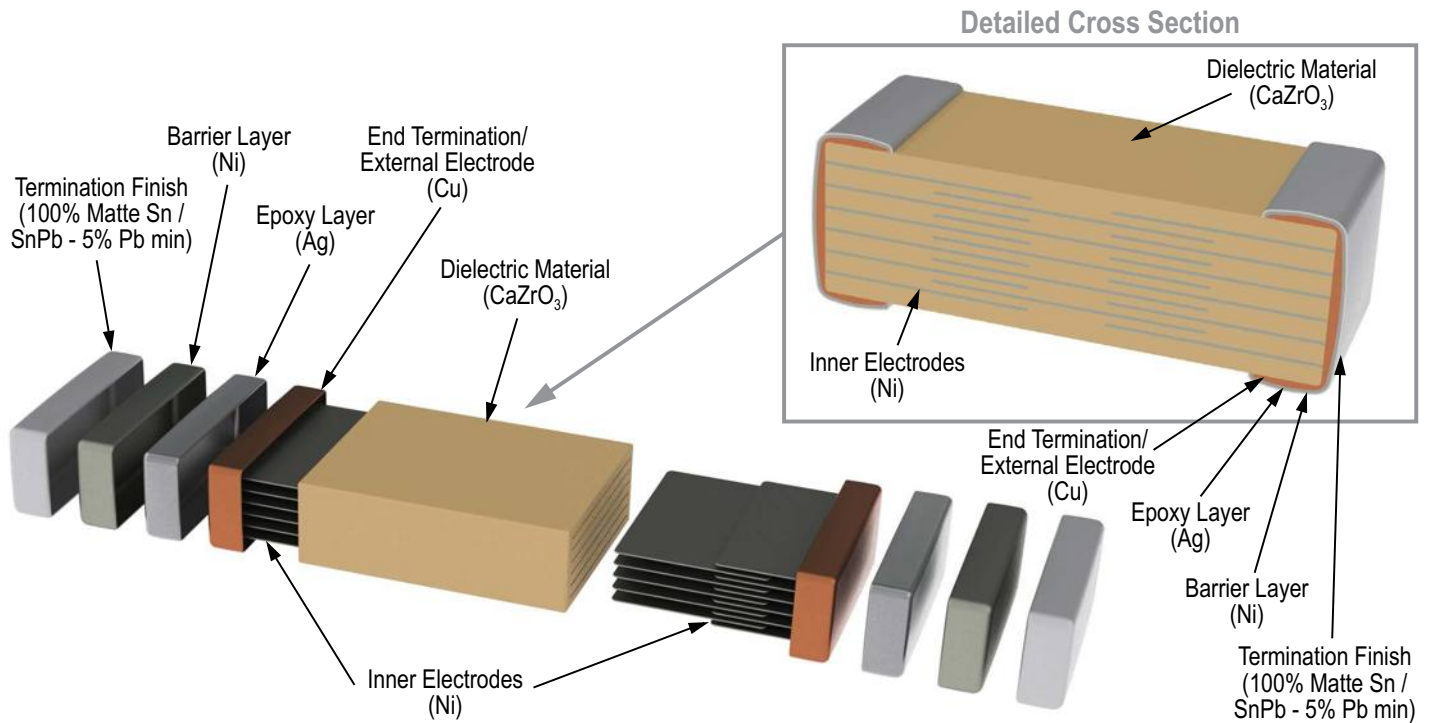 Detailed Cross Section
Dielectric Material
(CaZrO₃)
Inner Electrodes
(Ni)
End Termination/
External Electrode
(Cu)
Epoxy Layer
(Ag)
Barrier Layer
(Ni)
Termination Finish
(100% Matte Sn /
SnPb - 5% Pb min)
Barrier Layer
(Ni)
End Termination/
External Electrode
(Cu)
Termination Finish
(100% Matte Sn /
SnPb - 5% Pb min)
Epoxy Layer
(Ag)
Dielectric Material
(CaZrO₃)
Inner Electrodes
(Ni)